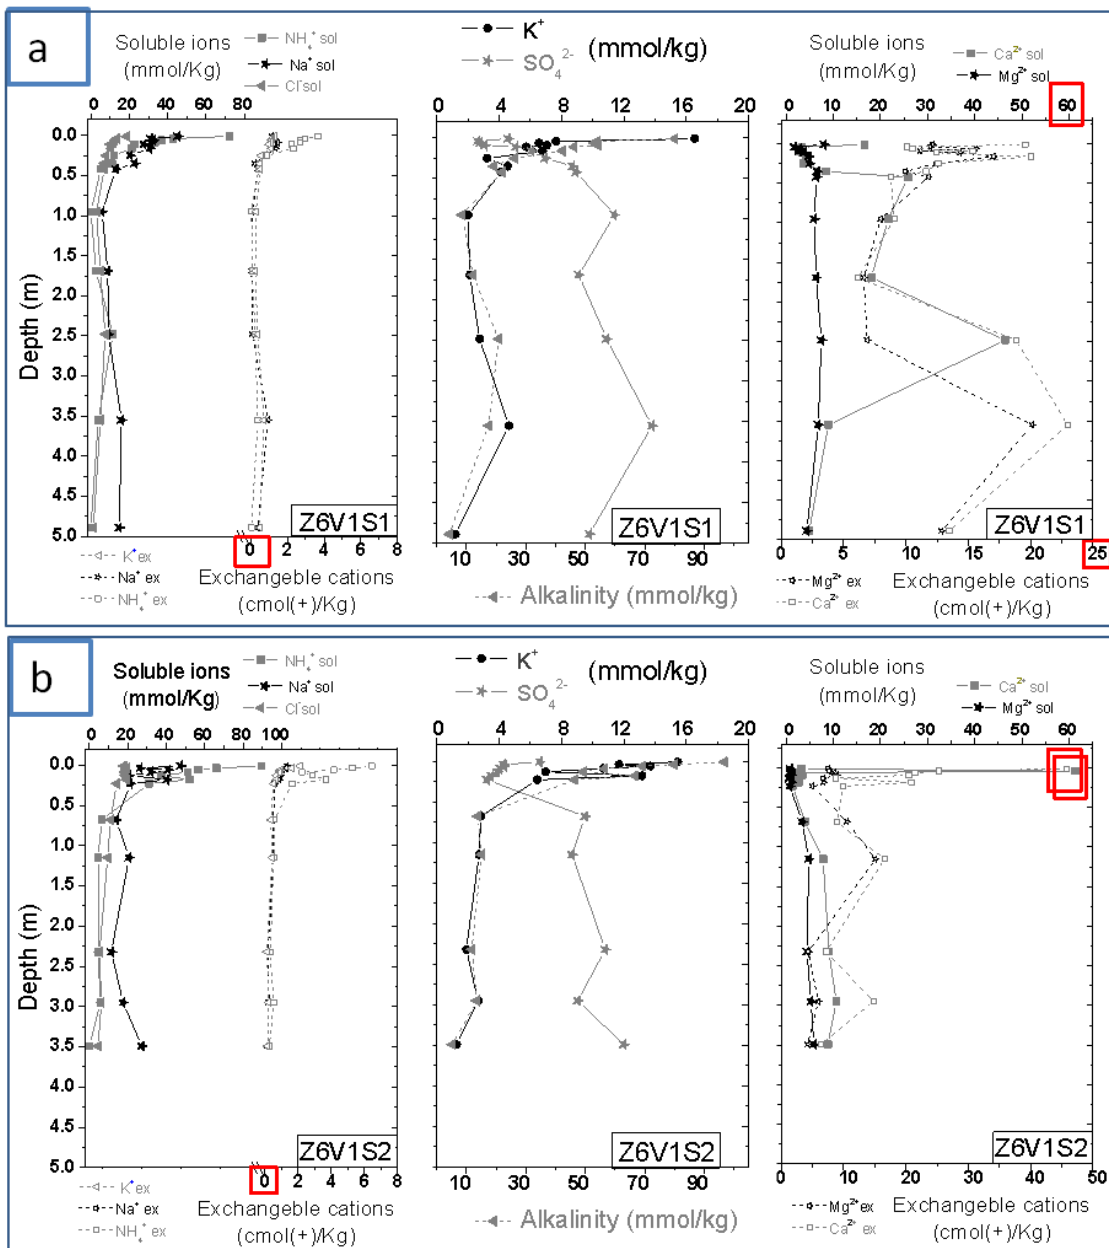 a
Soluble ions
(mmol/Kg)
NH₄⁺ sol
Na⁺ sol
Cl⁻sol
0 20 40 60 80
K⁺
SO₄²⁻
(mmol/kg)
0 4 8 12 16 20
Soluble ions
(mmol/Kg)
Ca²⁺ sol
Mg²⁺ sol
0 10 20 30 40 50 60
Depth (m)
0.0
0.5
1.0
1.5
2.0
2.5
3.0
3.5
4.0
4.5
5.0
Z6V1S1
Z6V1S1
Z6V1S1
0 2 4 6 8
10 30 50 70 90
0 5 10 15 20 25
K⁺ ex
Na⁺ ex
NH₄⁺ ex
Exchangeble cations
(cmol(+)/Kg)
Alkalinity (mmol/kg)
Mg²⁺ ex
Ca²⁺ ex
Exchangeble cations
(cmol(+)/Kg)
b
Soluble ions
(mmol/Kg)
NH₄⁺ sol
Na⁺ sol
Cl⁻sol
0 20 40 60 80 100
K⁺
SO₄²⁻
(mmol/kg)
0 4 8 12 16 20
Soluble ions
(mmol/Kg)
Ca²⁺ sol
Mg²⁺ sol
0 10 20 30 40 50 60
Depth (m)
0.0
0.5
1.0
1.5
2.0
2.5
3.0
3.5
4.0
4.5
5.0
Z6V1S2
Z6V1S2
Z6V1S2
0 2 4 6 8
10 30 50 70 90
0 10 20 30 40 50
K⁺ ex
Na⁺ ex
NH₄⁺ ex
Exchangeble cations
(cmol(+)/Kg)
Alkalinity (mmol/kg)
Mg²⁺ ex
Ca²⁺ ex
Exchangeble cations
(cmol(+)/Kg)